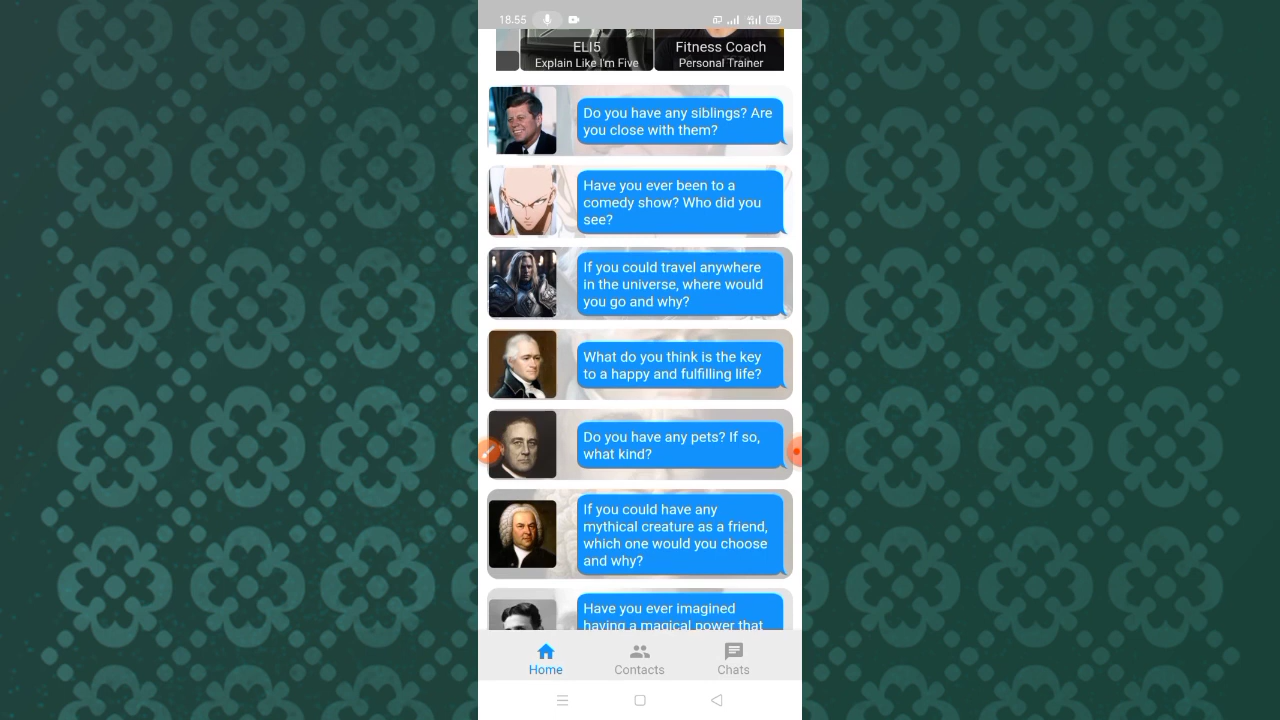 18.55
ELI5
Explain Like I'm Five
Fitness Coach
Personal Trainer
Do you have any siblings? Are
you close with them?
Have you ever been to a
comedy show? Who did you
see?
If you could travel anywhere
in the universe, where would
you go and why?
What do you think is the key
to a happy and fulfilling life?
Do you have any pets? If so,
what kind?
If you could have any
mythical creature as a friend,
which one would you choose
and why?
Have you ever imagined
having a magical power that
Home
Contacts
Chats